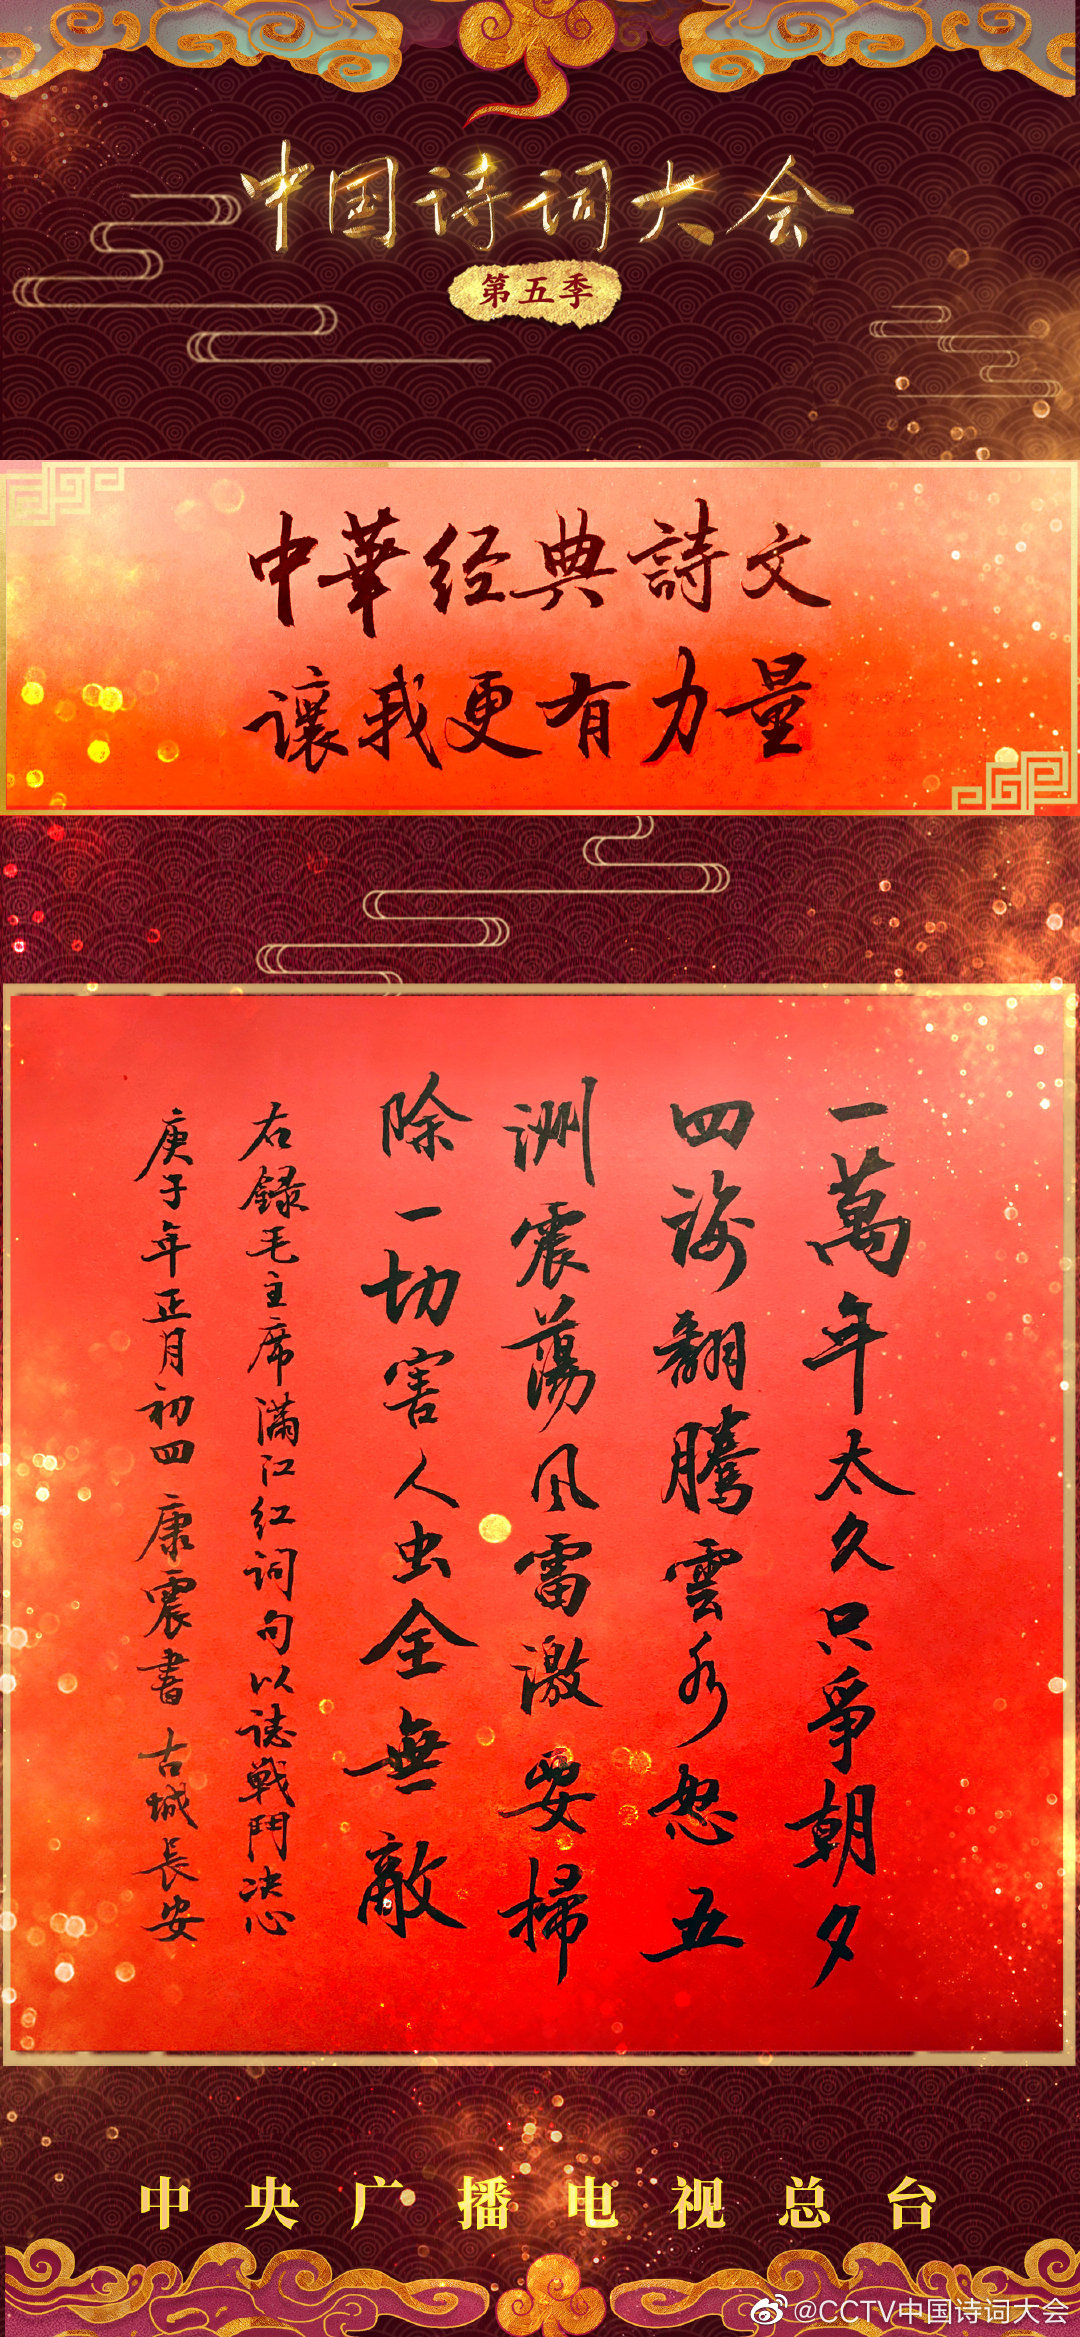 中国诗词大会
第五季
中華经典詩文
讓我更有力量
一萬年太久只爭朝夕
四海翻騰雲水怒五
洲震蕩风雷激要掃
除一切害人虫全無敵
右録毛主席满江红词句以誌戰鬥决心
庚子年正月初四 康震書 古城長安
中央广播电视总台
@CCTV中国诗词大会